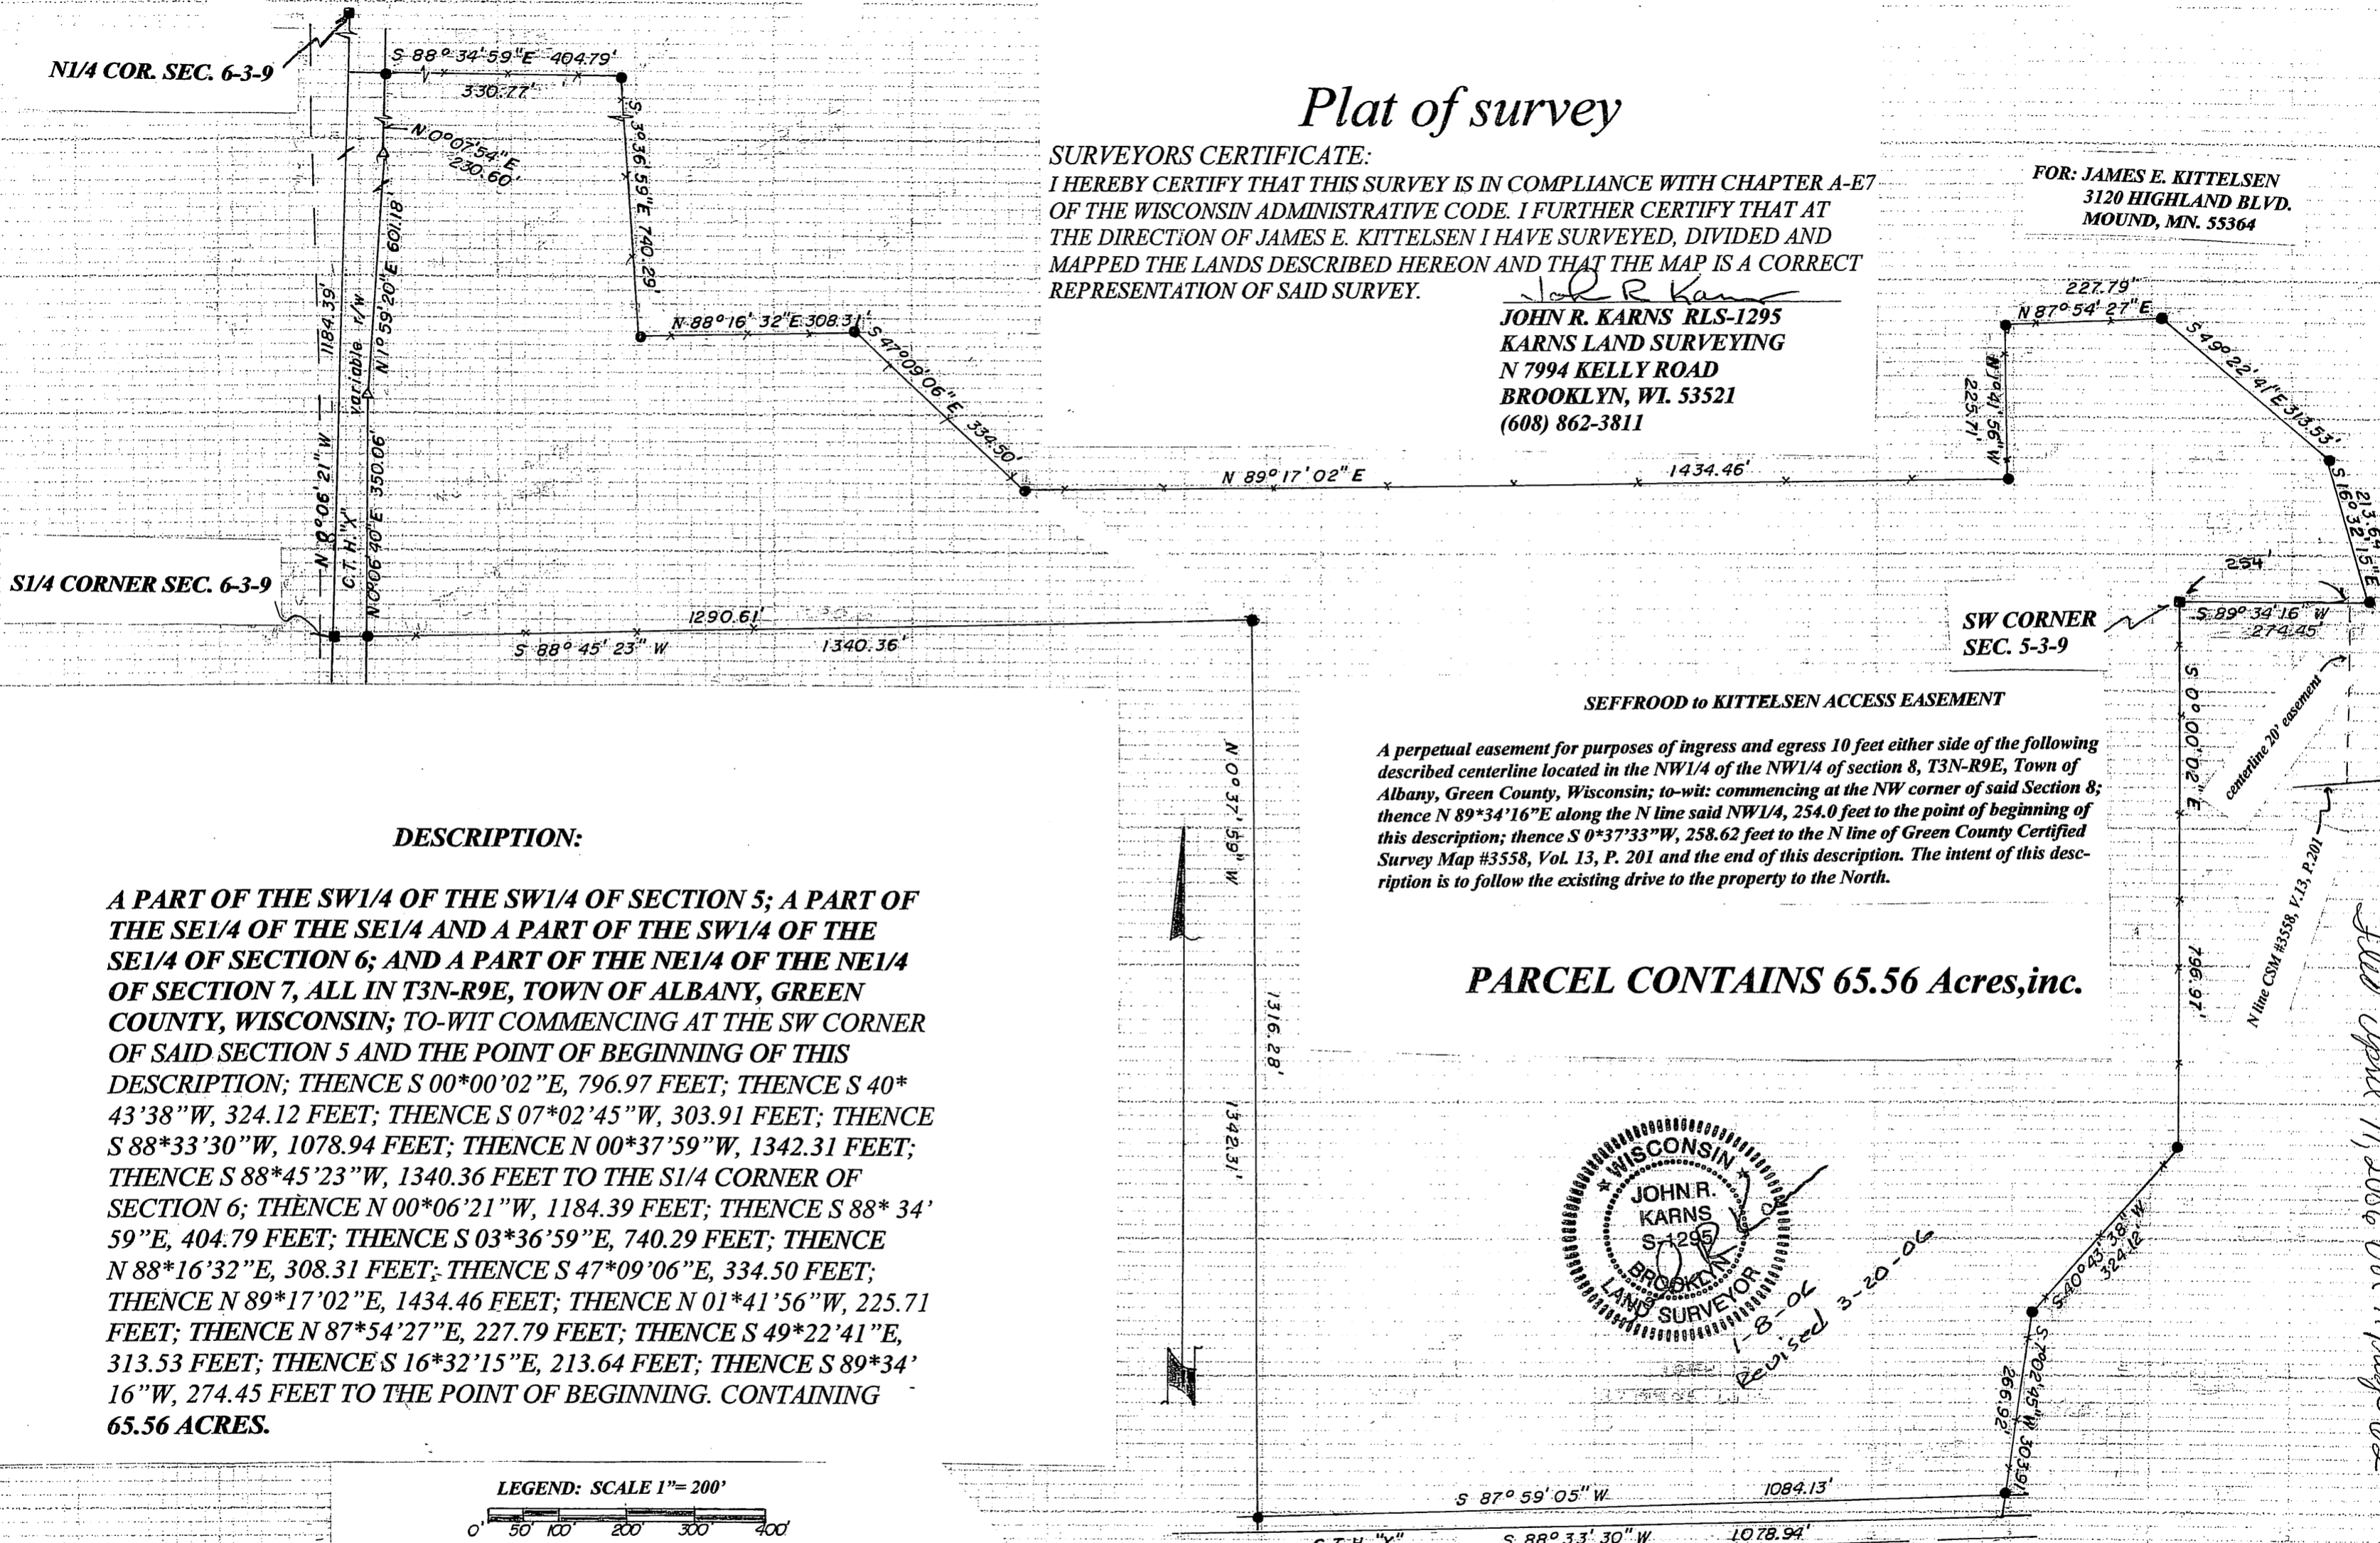 N1/4 COR. SEC. 6-3-9
S 88° 34' 59" E 404.79'
330.77'
N 0°07'54" E
230.60'
S 3°36'59" E 740.29'
N 1°59'20" E 601.18'
1184.39'
variable r/w
N 0°06'21" W
C.T.H. "X"
N 0°06'40" E 350.06'
N 88° 16' 32" E 308.31'
S 47°09'06" E 334.50'
S1/4 CORNER SEC. 6-3-9
1290.61'
S 88° 45' 23" W 1340.36'
Plat of survey
SURVEYORS CERTIFICATE:
I HEREBY CERTIFY THAT THIS SURVEY IS IN COMPLIANCE WITH CHAPTER A-E7
OF THE WISCONSIN ADMINISTRATIVE CODE. I FURTHER CERTIFY THAT AT
THE DIRECTION OF JAMES E. KITTELSEN I HAVE SURVEYED, DIVIDED AND
MAPPED THE LANDS DESCRIBED HEREON AND THAT THE MAP IS A CORRECT
REPRESENTATION OF SAID SURVEY.
John R Karns
JOHN R. KARNS RLS-1295
KARNS LAND SURVEYING
N 7994 KELLY ROAD
BROOKLYN, WI. 53521
(608) 862-3811
FOR: JAMES E. KITTELSEN
3120 HIGHLAND BLVD.
MOUND, MN. 55364
N 89° 17' 02" E 1434.46'
227.79'
N 87° 54' 27" E
N 1° 41' 56" W
225.71'
S 49° 22' 41" E 313.53'
S 16° 32' 15" E
213.64'
254'
SW CORNER
SEC. 5-3-9
S 89° 34' 16" W
274.45'
S 0° 00' 02" E
796.97'
centerline 20' easement
N line CSM #3558, V.13, P.201
SEFFROOD to KITTELSEN ACCESS EASEMENT
A perpetual easement for purposes of ingress and egress 10 feet either side of the following
described centerline located in the NW1/4 of the NW1/4 of section 8, T3N-R9E, Town of
Albany, Green County, Wisconsin; to-wit: commencing at the NW corner of said Section 8;
thence N 89*34'16"E along the N line said NW1/4, 254.0 feet to the point of beginning of
this description; thence S 0*37'33"W, 258.62 feet to the N line of Green County Certified
Survey Map #3558, Vol. 13, P. 201 and the end of this description. The intent of this desc-
ription is to follow the existing drive to the property to the North.
PARCEL CONTAINS 65.56 Acres,inc.
N 0° 37' 59" W
1316.28'
1342.31'
DESCRIPTION:
A PART OF THE SW1/4 OF THE SW1/4 OF SECTION 5; A PART OF
THE SE1/4 OF THE SE1/4 AND A PART OF THE SW1/4 OF THE
SE1/4 OF SECTION 6; AND A PART OF THE NE1/4 OF THE NE1/4
OF SECTION 7, ALL IN T3N-R9E, TOWN OF ALBANY, GREEN
COUNTY, WISCONSIN; TO-WIT COMMENCING AT THE SW CORNER
OF SAID SECTION 5 AND THE POINT OF BEGINNING OF THIS
DESCRIPTION; THENCE S 00*00'02"E, 796.97 FEET; THENCE S 40*
43'38"W, 324.12 FEET; THENCE S 07*02'45"W, 303.91 FEET; THENCE
S 88*33'30"W, 1078.94 FEET; THENCE N 00*37'59"W, 1342.31 FEET;
THENCE S 88*45'23"W, 1340.36 FEET TO THE S1/4 CORNER OF
SECTION 6; THENCE N 00*06'21"W, 1184.39 FEET; THENCE S 88* 34'
59"E, 404.79 FEET; THENCE S 03*36'59"E, 740.29 FEET; THENCE
N 88*16'32"E, 308.31 FEET; THENCE S 47*09'06"E, 334.50 FEET;
THENCE N 89*17'02"E, 1434.46 FEET; THENCE N 01*41'56"W, 225.71
FEET; THENCE N 87*54'27"E, 227.79 FEET; THENCE S 49*22'41"E,
313.53 FEET; THENCE S 16*32'15"E, 213.64 FEET; THENCE S 89*34'
16"W, 274.45 FEET TO THE POINT OF BEGINNING. CONTAINING
65.56 ACRES.
WISCONSIN
JOHN R.
KARNS
S-1295
BROOKLYN
LAND SURVEYOR
1-8-06
Revised 3-20-06
S 40° 43' 38" W
324.12'
S 7° 02' 45" W 303.91'
266.92'
LEGEND: SCALE 1"= 200'
0' 50' 100' 200' 300' 400'
S 87° 59' 05" W 1084.13'
C.T.H. "X" S 88° 33' 30" W 1078.94'